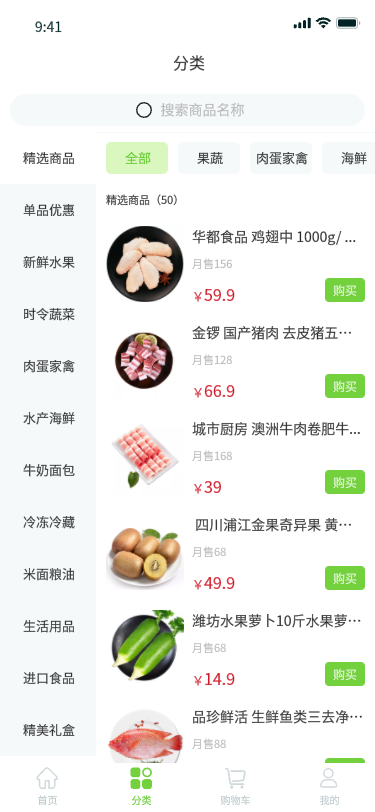 9:41
分类
搜索商品名称
精选商品
单品优惠
新鲜水果
时令蔬菜
肉蛋家禽
水产海鲜
牛奶面包
冷冻冷藏
米面粮油
生活用品
进口食品
精美礼盒
全部 果蔬 肉蛋家禽 海鲜
精选商品（50）
华都食品 鸡翅中 1000g/ ...
月售156
￥59.9 购买
金锣 国产猪肉 去皮猪五…
月售128
￥66.9 购买
城市厨房 澳洲牛肉卷肥牛...
月售168
￥39 购买
四川浦江金果奇异果 黄…
月售68
￥49.9 购买
潍坊水果萝卜10斤水果萝…
月售68
￥14.9 购买
品珍鲜活 生鲜鱼类三去净…
月售88
首页 分类 购物车 我的